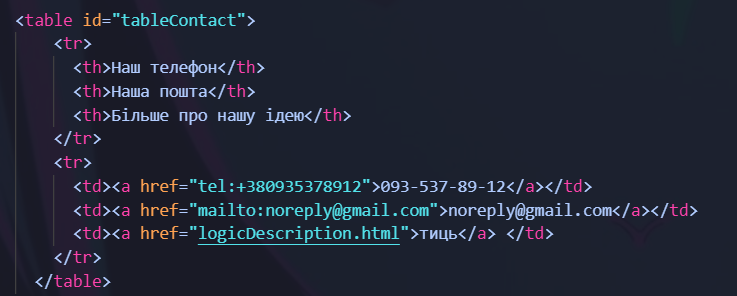 <table id="tableContact">
<tr>
<th>Наш телефон</th>
<th>Наша пошта</th>
<th>Більше про нашу ідею</th>
</tr>
<tr>
<td><a href="tel:+380935378912">093-537-89-12</a></td>
<td><a href="mailto:noreply@gmail.com">noreply@gmail.com</a></td>
<td><a href="logicDescription.html">тиць</a> </td>
</tr>
</table>